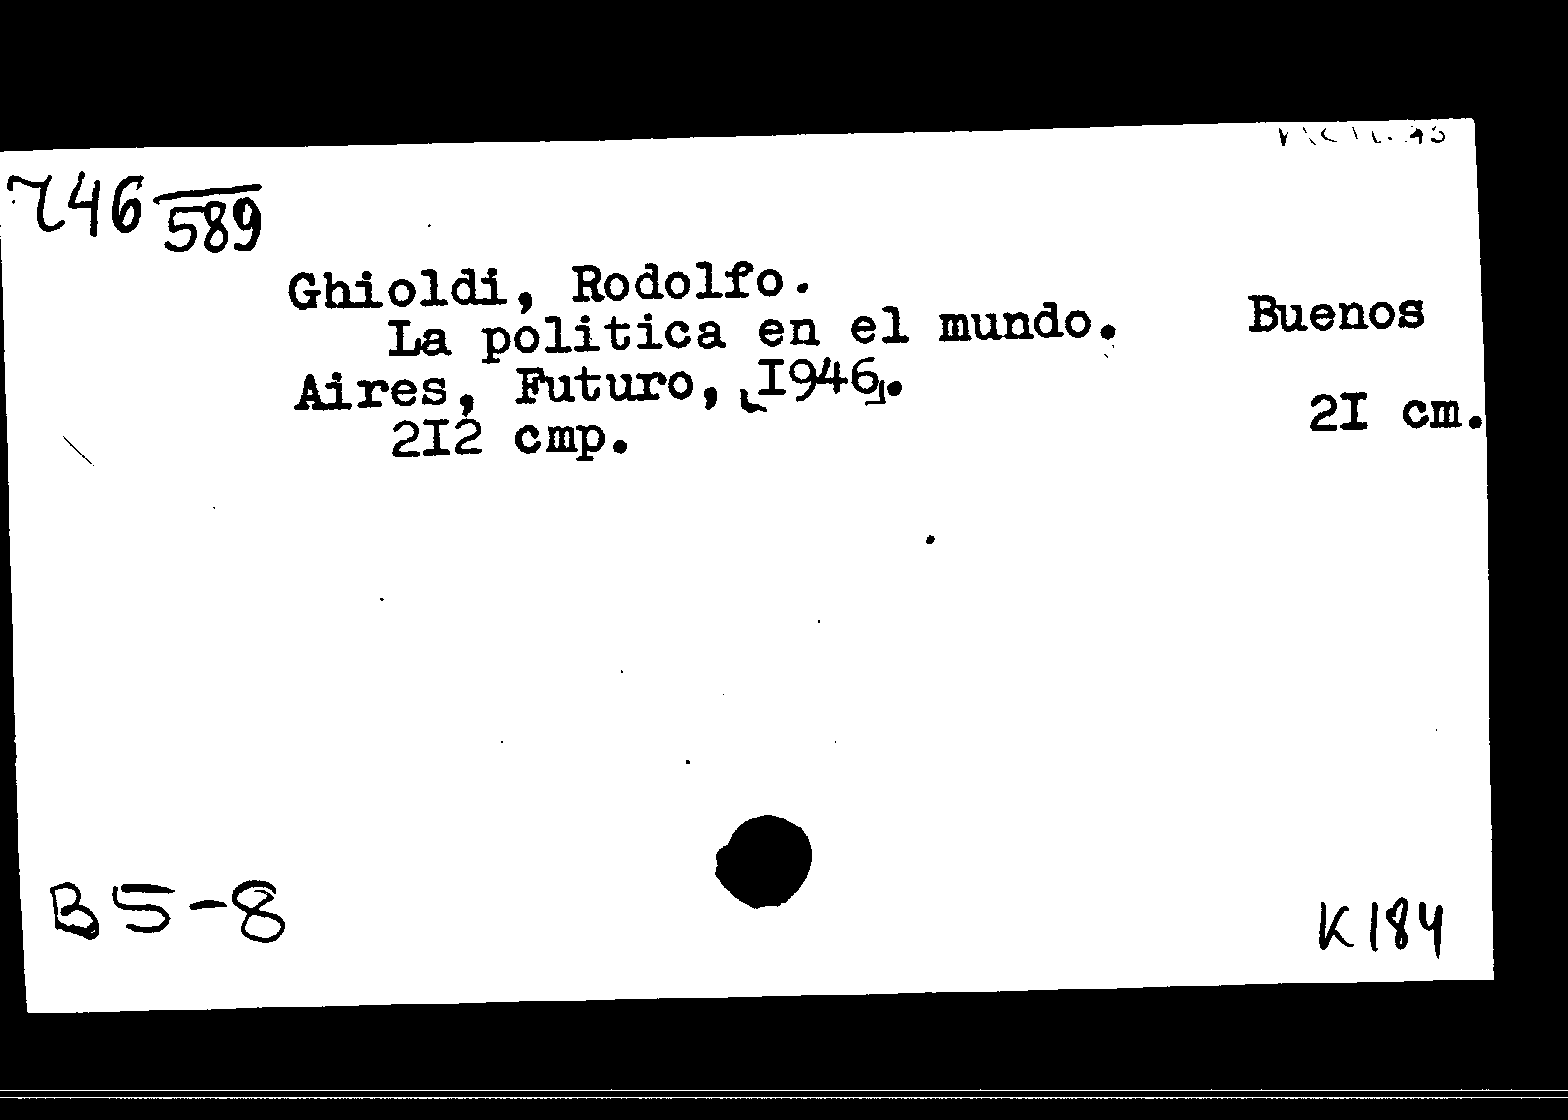 746/589
Ghioldi, Rodolfo.
La politica en el mundo. Buenos
Aires, Futuro, [1946].
212 стр. 21 cm.
B5-8
K184